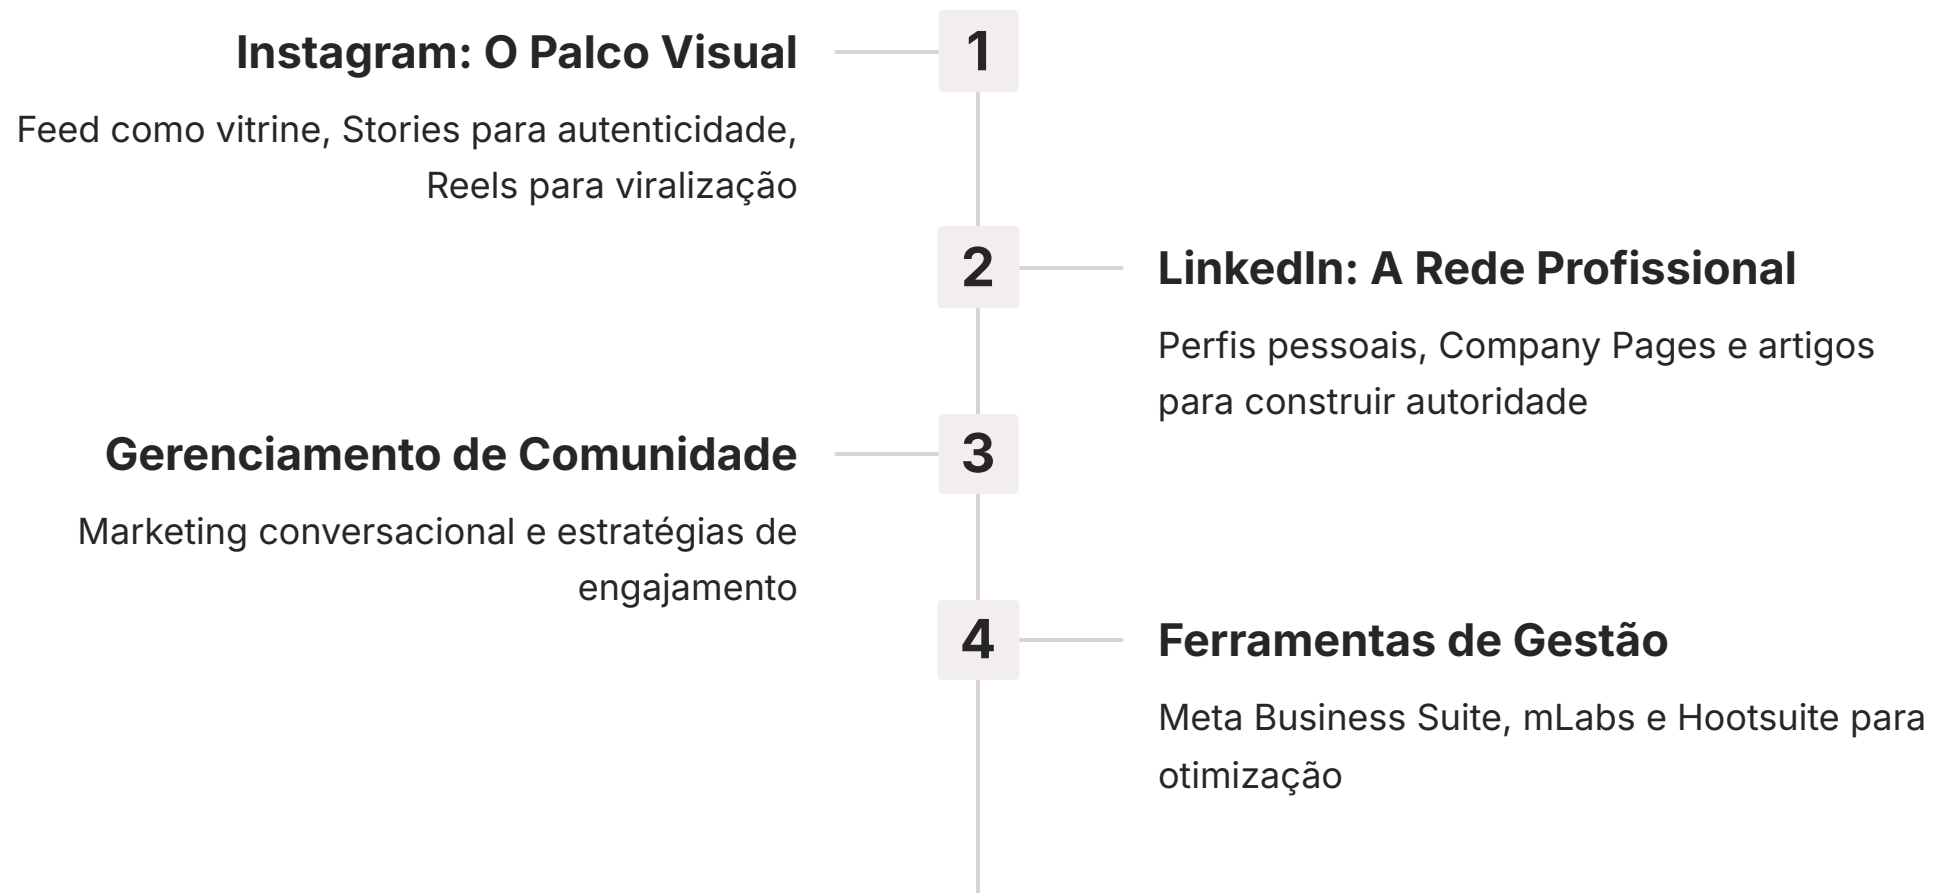 1
Instagram: O Palco Visual
Feed como vitrine, Stories para autenticidade,
Reels para viralização
2
LinkedIn: A Rede Profissional
Perfis pessoais, Company Pages e artigos
para construir autoridade
3
Gerenciamento de Comunidade
Marketing conversacional e estratégias de
engajamento
4
Ferramentas de Gestão
Meta Business Suite, mLabs e Hootsuite para
otimização